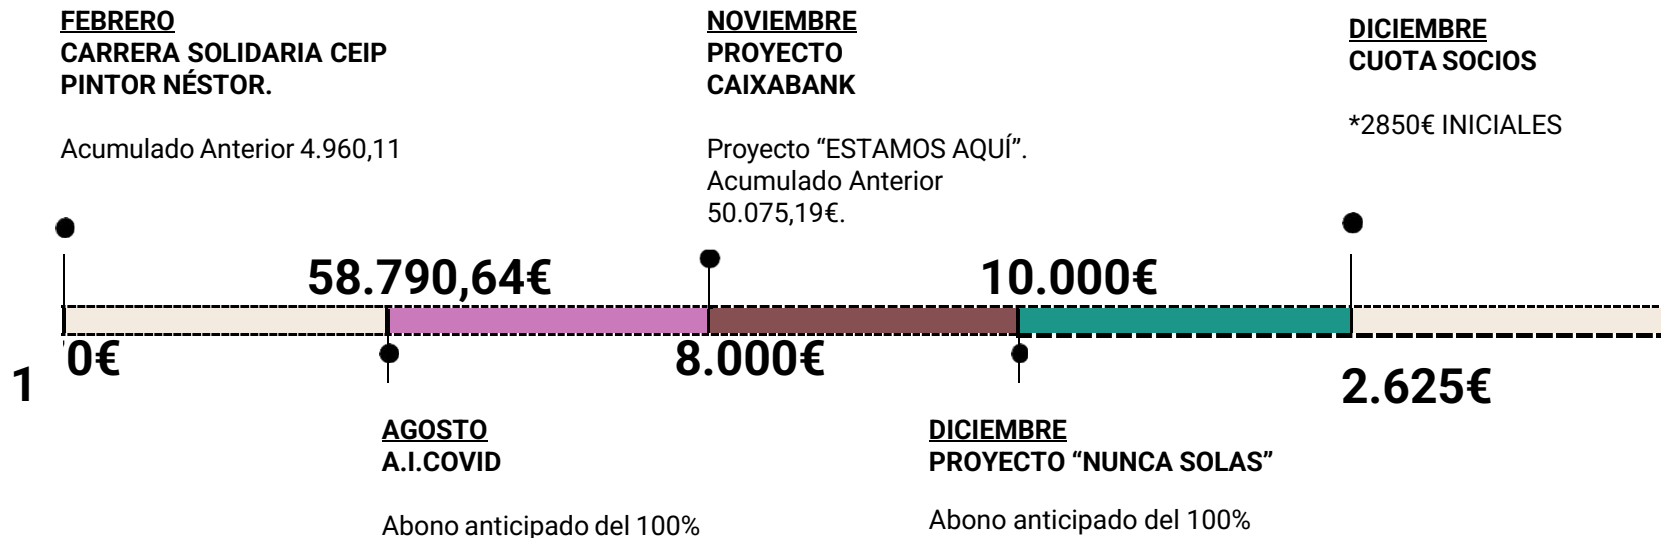 FEBRERO
CARRERA SOLIDARIA CEIP
PINTOR NÉSTOR.
Acumulado Anterior 4.960,11
NOVIEMBRE
PROYECTO
CAIXABANK
Proyecto “ESTAMOS AQUÍ”.
Acumulado Anterior
50.075,19€.
DICIEMBRE
CUOTA SOCIOS
*2850€ INICIALES
58.790,64€
10.000€
0€
8.000€
1
2.625€
AGOSTO
A.I.COVID
Abono anticipado del 100%
DICIEMBRE
PROYECTO “NUNCA SOLAS”
Abono anticipado del 100%